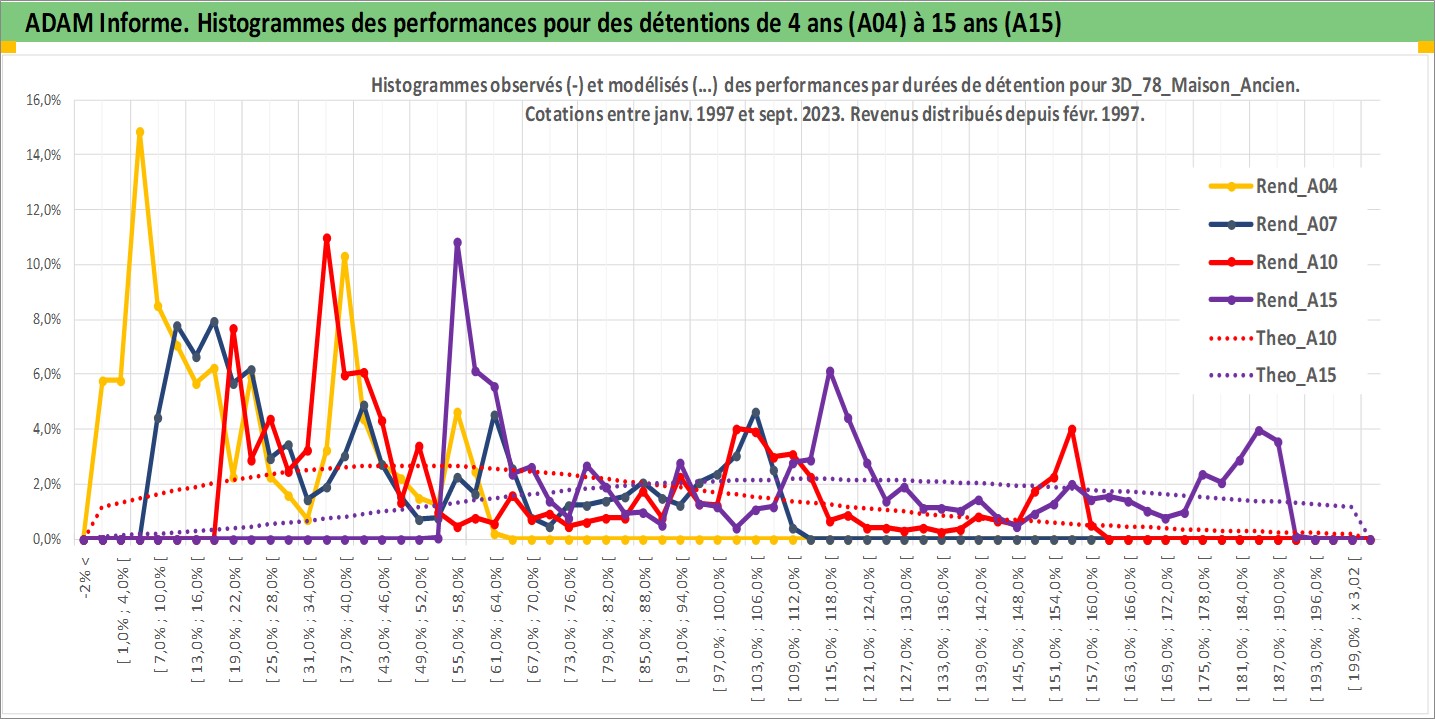 ADAM Informe. Histogrammes des performances pour des détentions de 4 ans (A04) à 15 ans (A15)
Histogrammes observés (-) et modélisés (...) des performances par durées de détention pour 3D_78_Maison_Ancien.
Cotations entre janv. 1997 et sept. 2023. Revenus distribués depuis févr. 1997.
16,0%
14,0%
12,0%
10,0%
8,0%
6,0%
4,0%
2,0%
0,0%
Rend_A04
Rend_A07
Rend_A10
Rend_A15
Theo_A10
Theo_A15
-2% <
[ 1,0% ; 4,0% [
[ 7,0% ; 10,0% [
[ 13,0% ; 16,0% [
[ 19,0% ; 22,0% [
[ 25,0% ; 28,0% [
[ 31,0% ; 34,0% [
[ 37,0% ; 40,0% [
[ 43,0% ; 46,0% [
[ 49,0% ; 52,0% [
[ 55,0% ; 58,0% [
[ 61,0% ; 64,0% [
[ 67,0% ; 70,0% [
[ 73,0% ; 76,0% [
[ 79,0% ; 82,0% [
[ 85,0% ; 88,0% [
[ 91,0% ; 94,0% [
[ 97,0% ; 100,0% [
[ 103,0% ; 106,0% [
[ 109,0% ; 112,0% [
[ 115,0% ; 118,0% [
[ 121,0% ; 124,0% [
[ 127,0% ; 130,0% [
[ 133,0% ; 136,0% [
[ 139,0% ; 142,0% [
[ 145,0% ; 148,0% [
[ 151,0% ; 154,0% [
[ 157,0% ; 160,0% [
[ 163,0% ; 166,0% [
[ 169,0% ; 172,0% [
[ 175,0% ; 178,0% [
[ 181,0% ; 184,0% [
[ 187,0% ; 190,0% [
[ 193,0% ; 196,0% [
[ 199,0% ; x 3,02 [